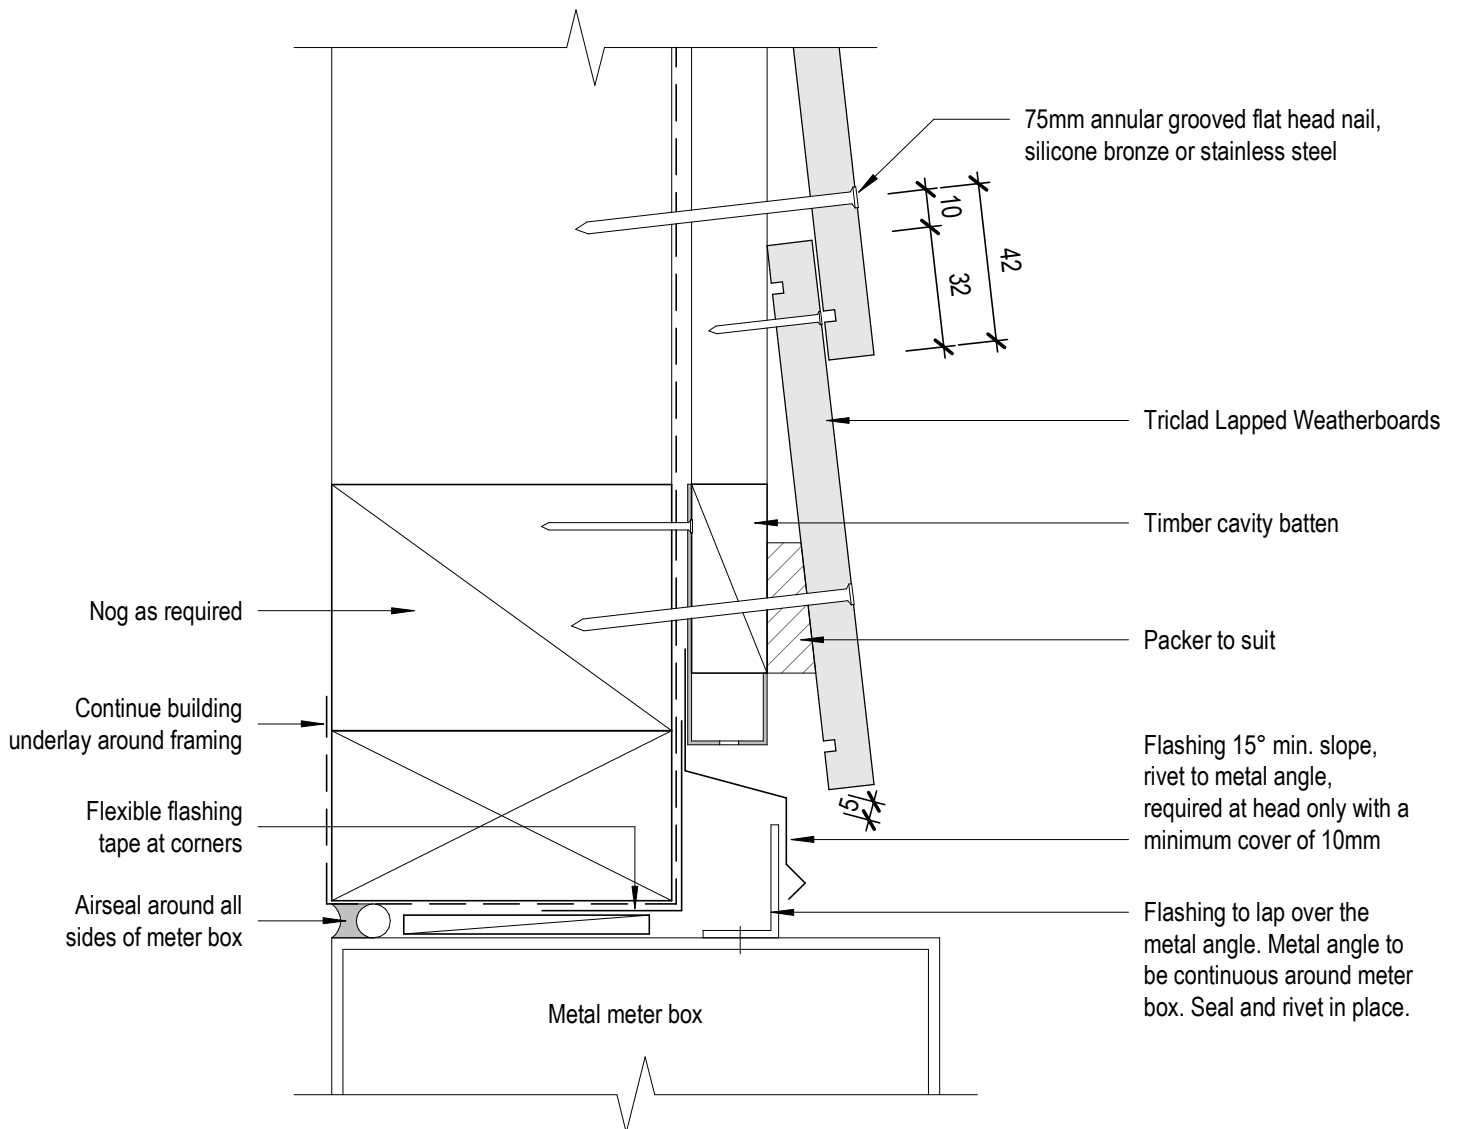 75mm annular grooved flat head nail,
silicone bronze or stainless steel
10
42
32
Triclad Lapped Weatherboards
Timber cavity batten
Nog as required
Packer to suit
Continue building
underlay around framing
Flashing 15° min. slope,
rivet to metal angle,
required at head only with a
minimum cover of 10mm
5
Flexible flashing
tape at corners
Airseal around all
sides of meter box
Flashing to lap over the
metal angle. Metal angle to
be continuous around meter
box. Seal and rivet in place.
Metal meter box